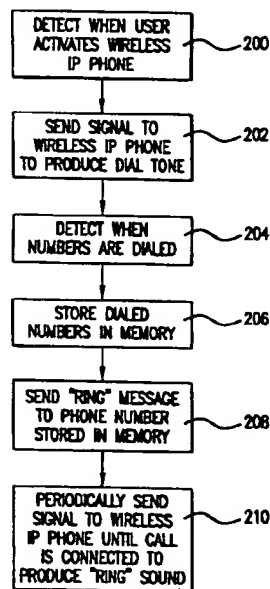 DETECT WHEN USER
ACTIVATES WIRELESS
IP PHONE
200
SEND SIGNAL TO
WIRELESS IP PHONE
TO PRODUCE DIAL TONE
202
DETECT WHEN
NUMBERS ARE DIALED
204
STORE DIALED
NUMBERS IN MEMORY
206
SEND "RING" MESSAGE
TO PHONE NUMBER
STORED IN MEMORY
208
PERIODICALLY SEND
SIGNAL TO WIRELESS
IP PHONE UNTIL CALL
IS CONNECTED TO
PRODUCE "RING" SOUND
210